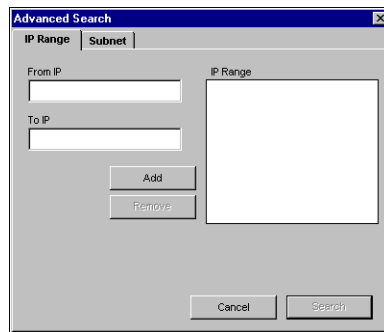 Advanced Search
IP Range
Subnet
From IP
IP Range
To IP
Add
Remove
Cancel
Search